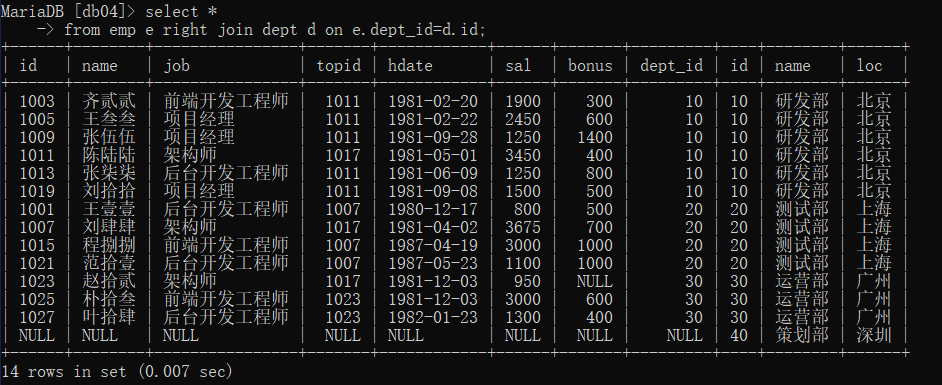 MariaDB [db04]> select *
    -> from emp e right join dept d on e.dept_id=d.id;
+------+--------+----------------+-------+------------+------+-------+---------+----+--------+------+
| id   | name   | job            | topid | hdate      | sal  | bonus | dept_id | id | name   | loc  |
+------+--------+----------------+-------+------------+------+-------+---------+----+--------+------+
| 1003 | 齐贰贰 | 前端开发工程师 |  1011 | 1981-02-20 | 1900 |   300 |      10 | 10 | 研发部 | 北京 |
| 1005 | 王叁叁 | 项目经理       |  1011 | 1981-02-22 | 2450 |   600 |      10 | 10 | 研发部 | 北京 |
| 1009 | 张伍伍 | 项目经理       |  1011 | 1981-09-28 | 1250 |  1400 |      10 | 10 | 研发部 | 北京 |
| 1011 | 陈陆陆 | 架构师         |  1017 | 1981-05-01 | 3450 |   400 |      10 | 10 | 研发部 | 北京 |
| 1013 | 张柒柒 | 后台开发工程师 |  1011 | 1981-06-09 | 1250 |   800 |      10 | 10 | 研发部 | 北京 |
| 1019 | 刘拾拾 | 项目经理       |  1011 | 1981-09-08 | 1500 |   500 |      10 | 10 | 研发部 | 北京 |
| 1001 | 王壹壹 | 后台开发工程师 |  1007 | 1980-12-17 |  800 |   500 |      20 | 20 | 测试部 | 上海 |
| 1007 | 刘肆肆 | 架构师         |  1017 | 1981-04-02 | 3675 |   700 |      20 | 20 | 测试部 | 上海 |
| 1015 | 程捌捌 | 前端开发工程师 |  1007 | 1987-04-19 | 3000 |  1000 |      20 | 20 | 测试部 | 上海 |
| 1021 | 范拾壹 | 后台开发工程师 |  1007 | 1987-05-23 | 1100 |  1000 |      20 | 20 | 测试部 | 上海 |
| 1023 | 赵拾贰 | 架构师         |  1017 | 1981-12-03 |  950 |  NULL |      30 | 30 | 运营部 | 广州 |
| 1025 | 朴拾叁 | 前端开发工程师 |  1023 | 1981-12-03 | 3000 |   600 |      30 | 30 | 运营部 | 广州 |
| 1027 | 叶拾肆 | 后台开发工程师 |  1023 | 1982-01-23 | 1300 |   400 |      30 | 30 | 运营部 | 广州 |
| NULL | NULL   | NULL           |  NULL | NULL       | NULL |  NULL |    NULL | 40 | 策划部 | 深圳 |
+------+--------+----------------+-------+------------+------+-------+---------+----+--------+------+
14 rows in set (0.007 sec)